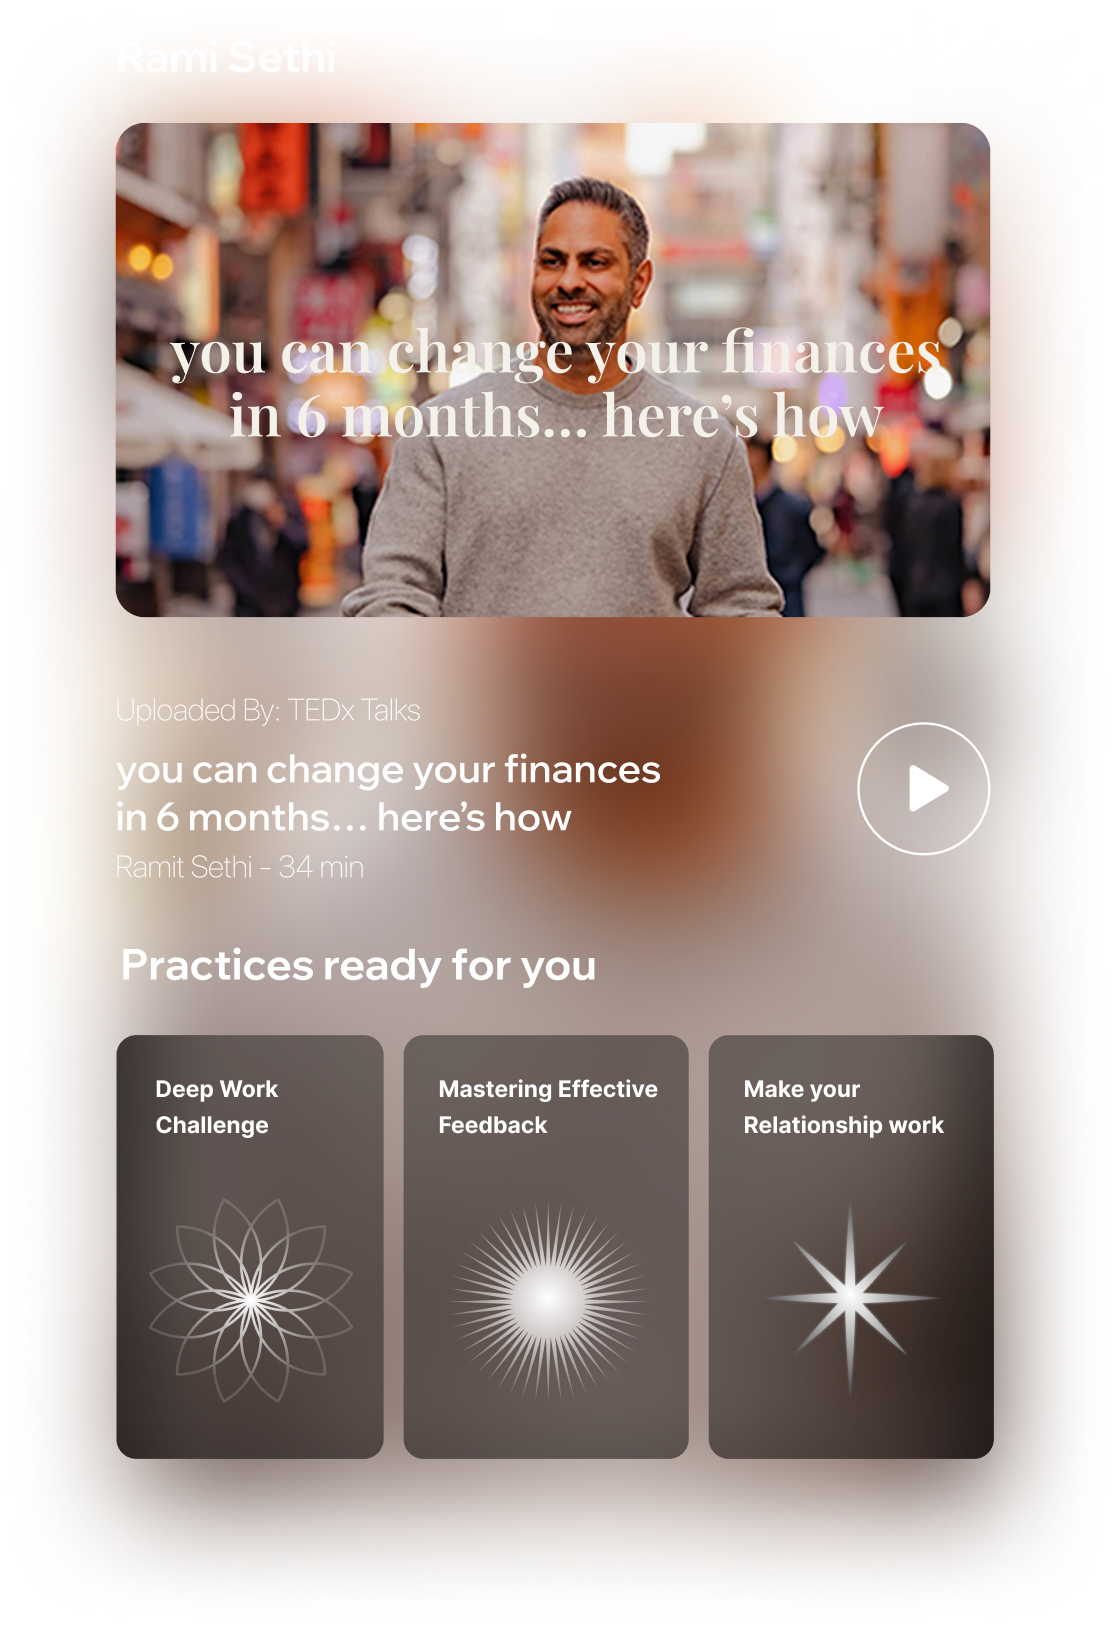 Rami Sethi
you can change your finances
in 6 months... here's how
Uploaded By: TEDx Talks
you can change your finances
in 6 months... here's how
Ramit Sethi - 34 min
Practices ready for you
Deep Work
Challenge
Mastering Effective
Feedback
Make your
Relationship work